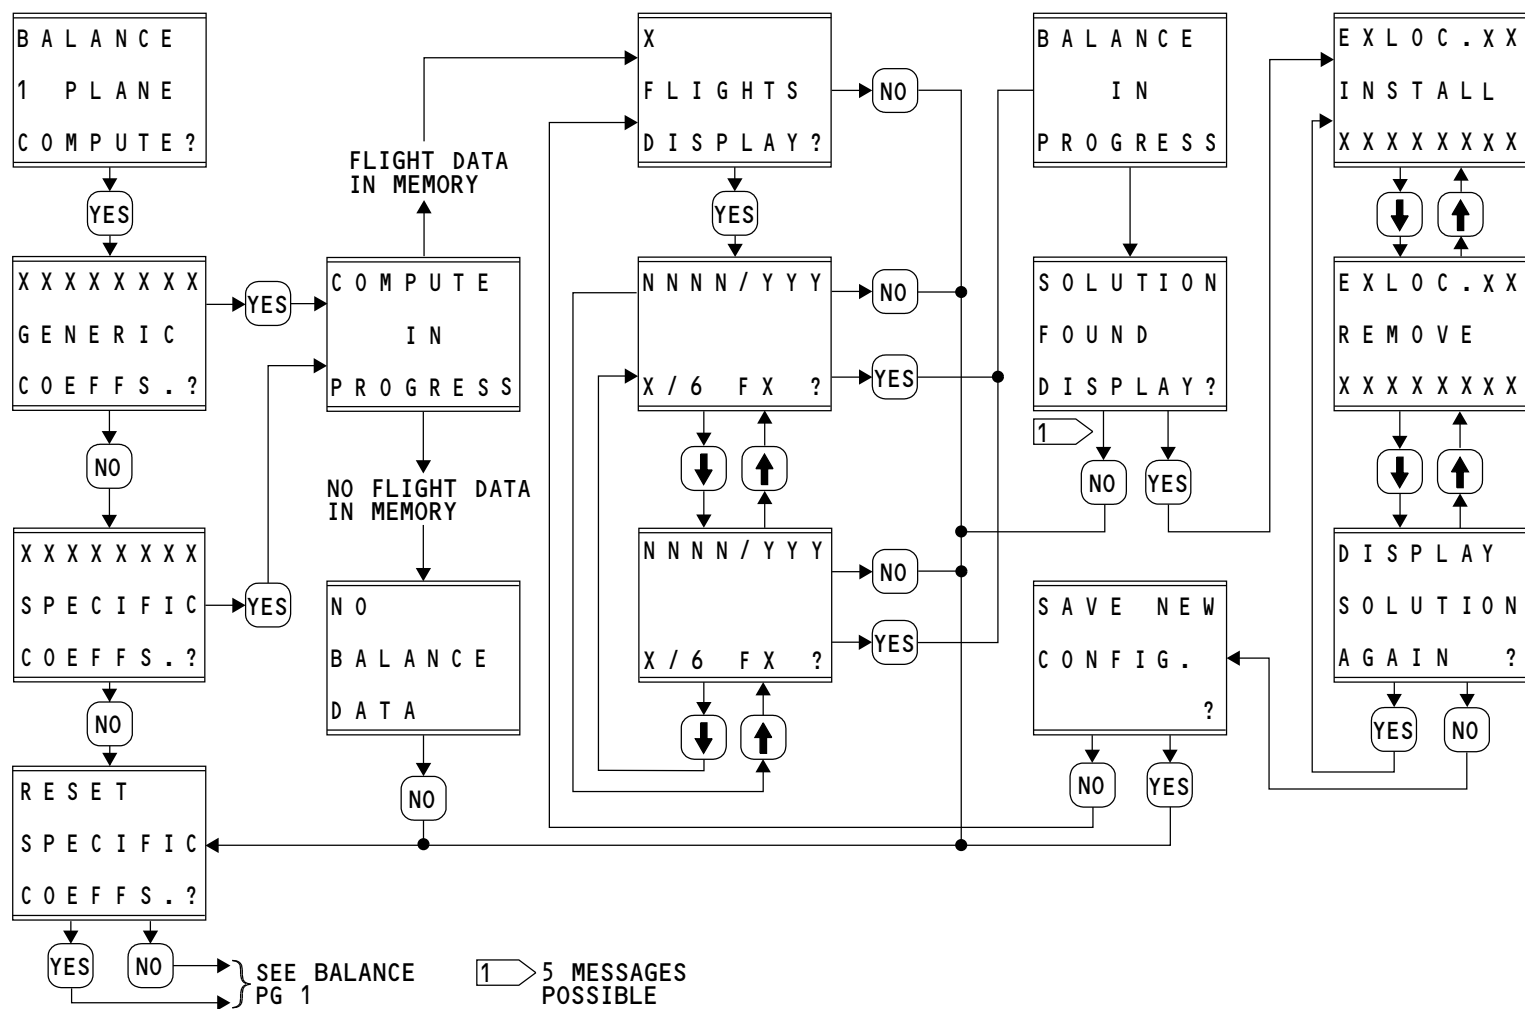 BALANCE
1 PLANE
COMPUTE?
YES
XXXXXXXX
GENERIC
COEFFS.?
YES
NO
XXXXXXXX
SPECIFIC
COEFFS.?
YES
NO
RESET
SPECIFIC
COEFFS.?
YES
NO
SEE BALANCE
PG 1
FLIGHT DATA
IN MEMORY
COMPUTE
IN
PROGRESS
NO FLIGHT DATA
IN MEMORY
NO
BALANCE
DATA
NO
X
FLIGHTS
DISPLAY?
NO
YES
NNNN/YYY
X/6 FX ?
NO
YES
NNNN/YYY
X/6 FX ?
NO
YES
BALANCE
IN
PROGRESS
SOLUTION
FOUND
DISPLAY?
1
NO
YES
SAVE NEW
CONFIG.
?
NO
YES
EXLOC.XX
INSTALL
XXXXXXXX
EXLOC.XX
REMOVE
XXXXXXXX
DISPLAY
SOLUTION
AGAIN ?
YES
NO
1 5 MESSAGES
POSSIBLE